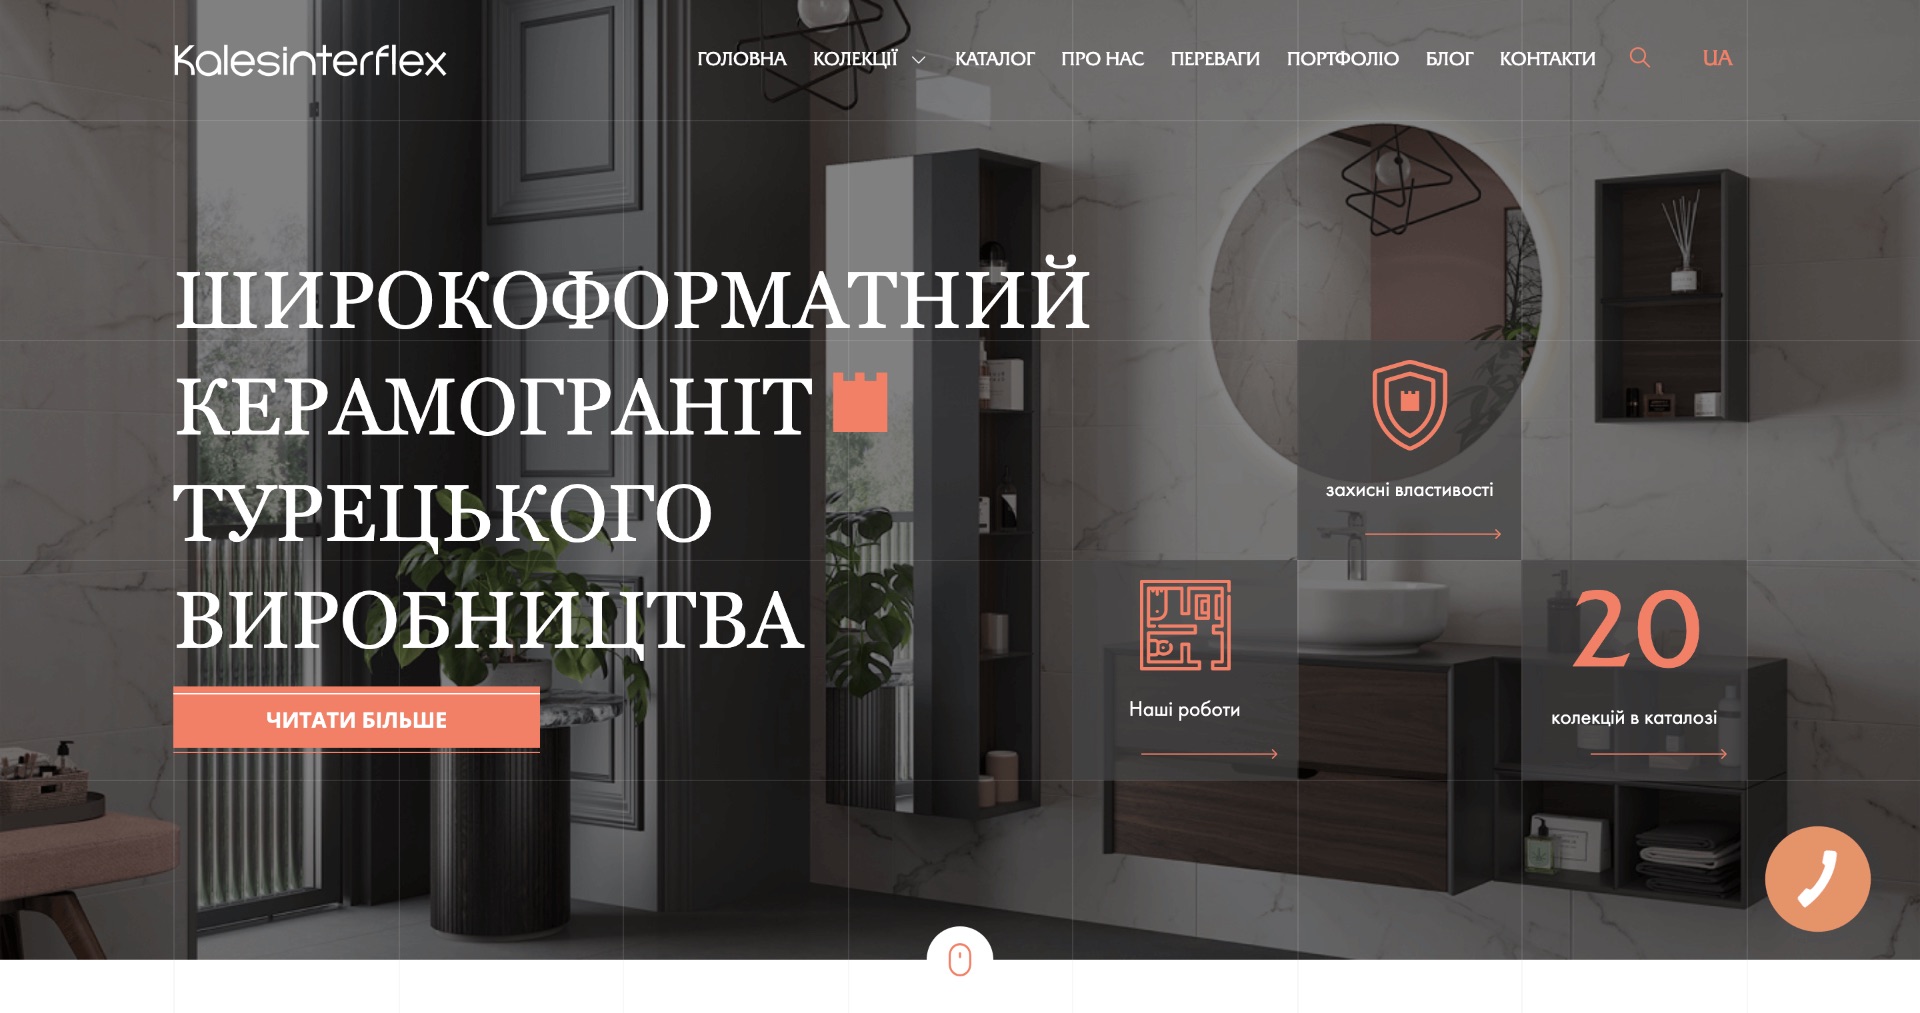 Kalesinterflex
ГОЛОВНА КОЛЕКЦІЇ КАТАЛОГ ПРО НАС ПЕРЕВАГИ ПОРТФОЛІО БЛОГ КОНТАКТИ UA
ШИРОКОФОРМАТНИЙ
КЕРАМОГРАНІТ
ТУРЕЦЬКОГО
ВИРОБНИЦТВА
ЧИТАТИ БІЛЬШЕ
захисні властивості
Наші роботи
20
колекцій в каталозі